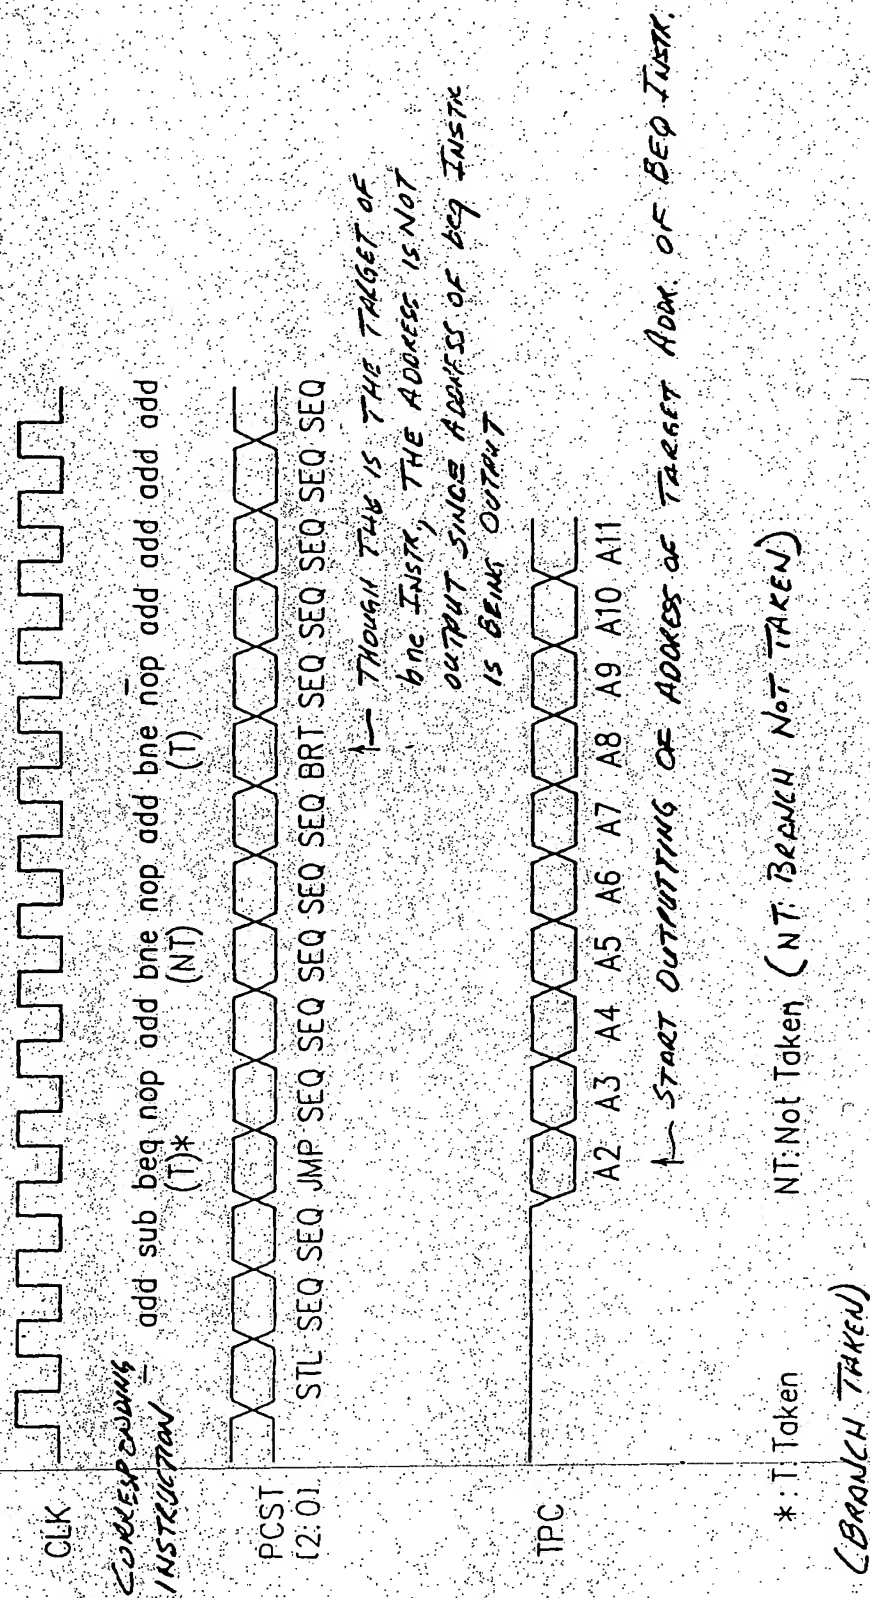 CLK
CORRESPONDING
INSTRUCTION
— add sub beq nop add bne nop add bne nop add add add add
(T)* (NT) (T)
PCST
[2:0]
STL SEQ SEQ JMP SEQ SEQ SEQ SEQ SEQ BRT SEQ SEQ SEQ SEQ SEQ
THOUGH THIS IS THE TARGET OF
bne INSTR, THE ADDRESS IS NOT
OUTPUT SINCE ADDRESS OF beq INSTR
IS BEING OUTPUT
TPC
A2 A3 A4 A5 A6 A7 A8 A9 A10 A11
START OUTPUTTING OF ADDRESS OF TARGET ADDR. OF BEQ INSTR.
*: T: Taken NT: Not Taken (NT: BRANCH NOT TAKEN)
(BRANCH TAKEN)